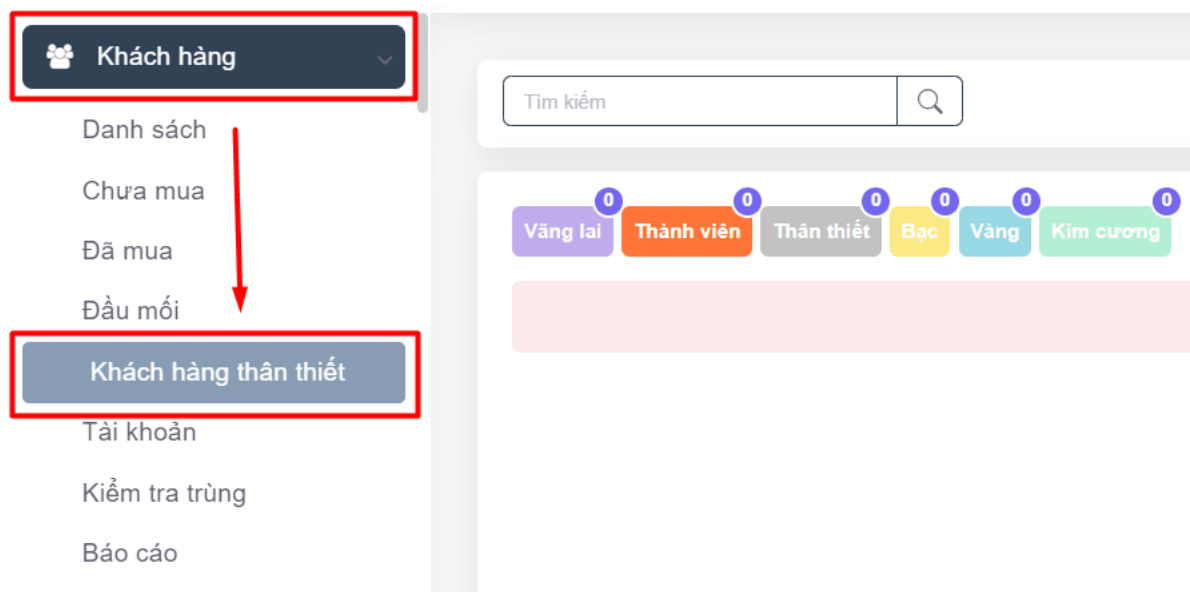 Khách hàng
Danh sách
Chưa mua
Đã mua
Đầu mối
Khách hàng thân thiết
Tài khoản
Kiểm tra trùng
Báo cáo
Tìm kiếm
0 0 0 0 0 0
Vãng lai Thành viên Thân thiết Bạc Vàng Kim cương